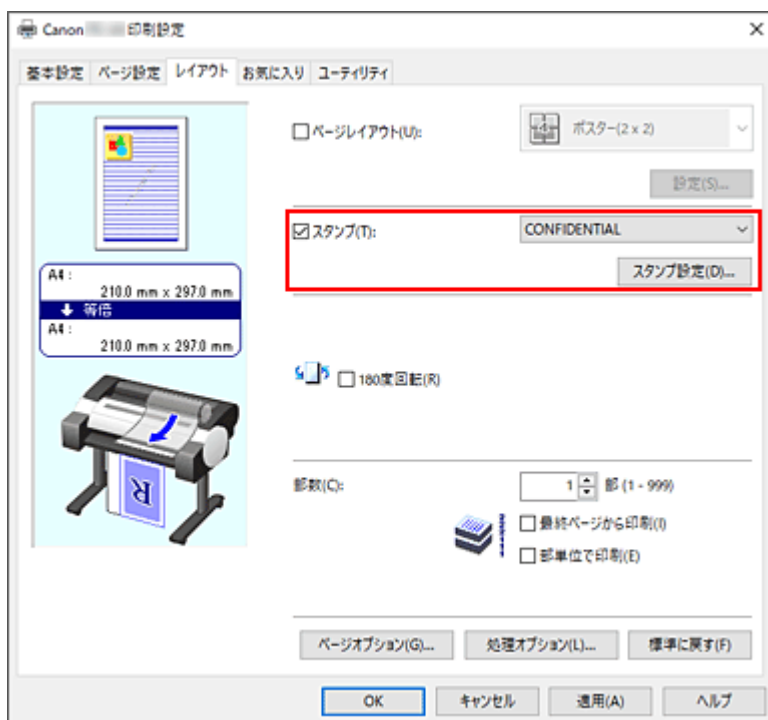 Canon 印刷設定
基本設定 ページ設定 レイアウト お気に入り ユーティリティ
ページレイアウト(U): ポスター(2 x 2)
設定(S)...
スタンプ(T): CONFIDENTIAL
スタンプ設定(D)...
A4 :
210.0 mm x 297.0 mm
等倍
A4 :
210.0 mm x 297.0 mm
180度回転(R)
R
部数(C): 1 部 (1 - 999)
最終ページから印刷(I)
部単位で印刷(E)
ページオプション(G)... 処理オプション(L)... 標準に戻す(F)
OK キャンセル 適用(A) ヘルプ